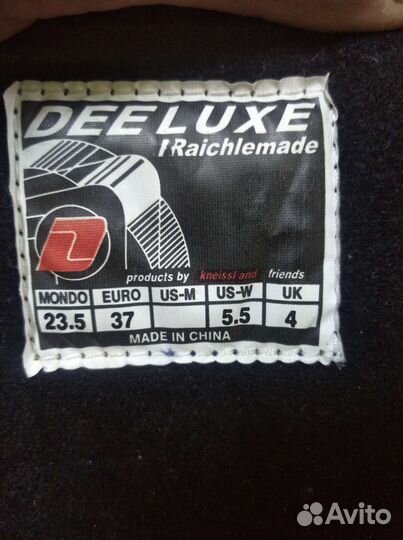 DEELUXE
Raichlemade
products by kneissl and friends
MONDO EURO US-M US-W UK
23.5 37 5.5 4
MADE IN CHINA
Avito